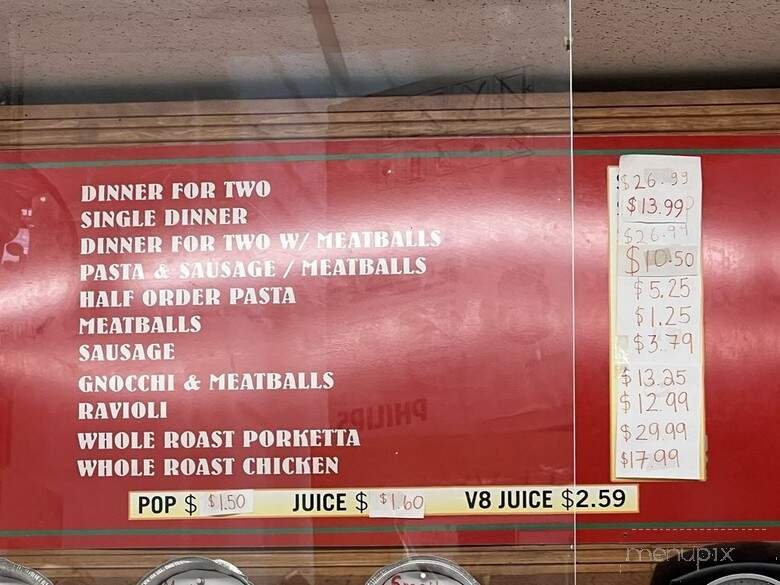 DINNER FOR TWO $26.99
SINGLE DINNER $13.99
DINNER FOR TWO W/ MEATBALLS $26.99
PASTA & SAUSAGE / MEATBALLS $10.50
HALF ORDER PASTA $5.25
MEATBALLS $1.25
SAUSAGE $3.79
GNOCCHI & MEATBALLS $13.25
RAVIOLI $12.99
WHOLE ROAST PORKETTA $29.99
WHOLE ROAST CHICKEN $17.99
POP $ $1.50 JUICE $ $1.60 V8 JUICE $2.59
PHILIPS
menupix